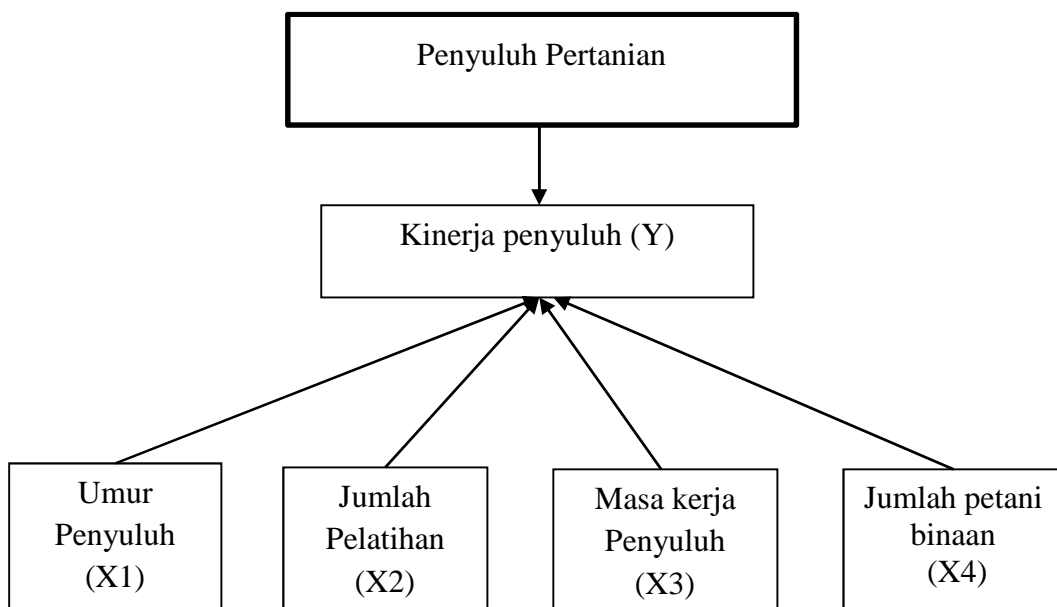 Penyuluh Pertanian
Kinerja penyuluh (Y)
Umur
Penyuluh
(X1)
Jumlah
Pelatihan
(X2)
Masa kerja
Penyuluh
(X3)
Jumlah petani
binaan
(X4)